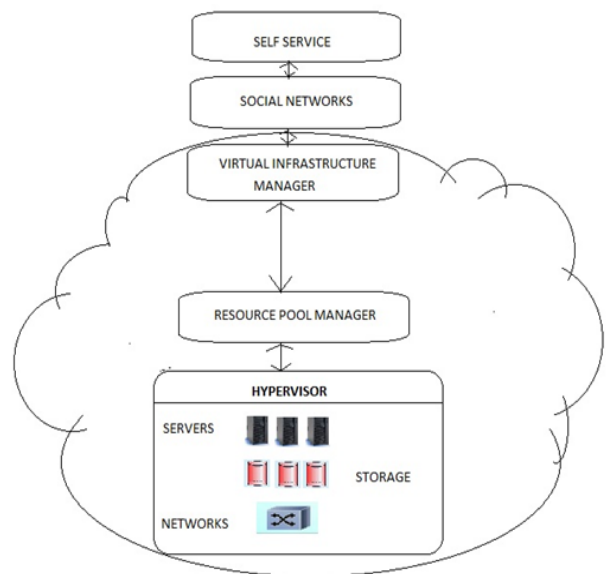 SELF SERVICE
SOCIAL NETWORKS
VIRTUAL INFRASTRUCTURE
MANAGER
RESOURCE POOL MANAGER
HYPERVISOR
SERVERS
STORAGE
NETWORKS